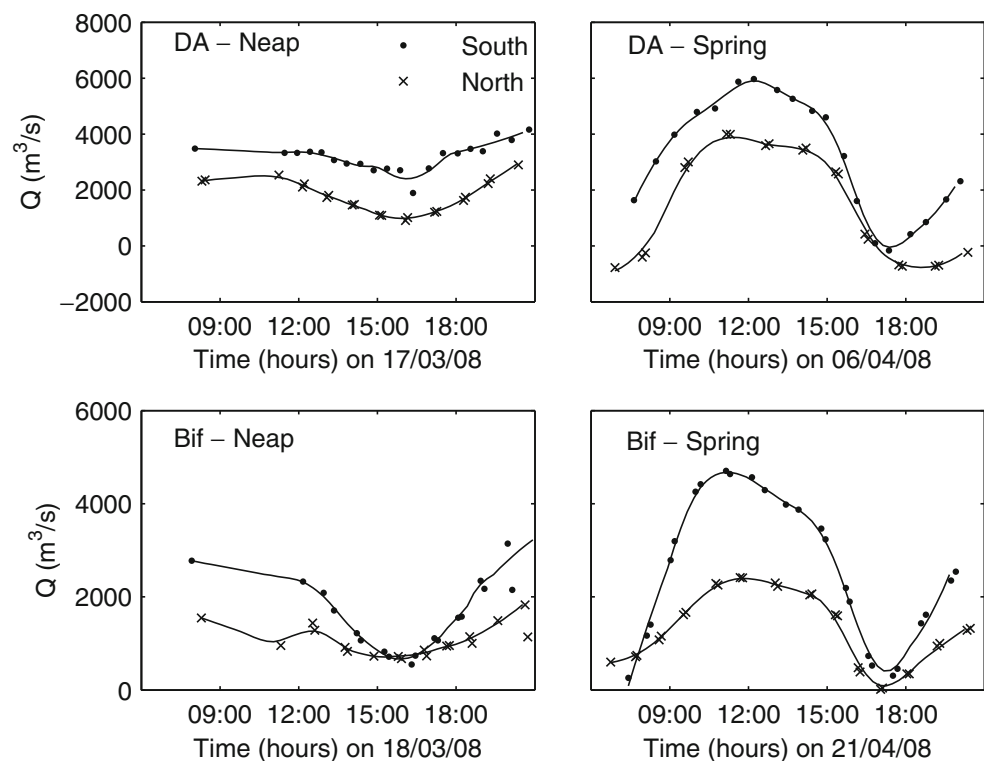 8000
6000
4000
2000
0
−2000
Q (m³/s)
DA – Neap
South
North
09:00 12:00 15:00 18:00
Time (hours) on 17/03/08
DA – Spring
09:00 12:00 15:00 18:00
Time (hours) on 06/04/08
6000
4000
2000
0
Q (m³/s)
Bif – Neap
09:00 12:00 15:00 18:00
Time (hours) on 18/03/08
Bif – Spring
09:00 12:00 15:00 18:00
Time (hours) on 21/04/08